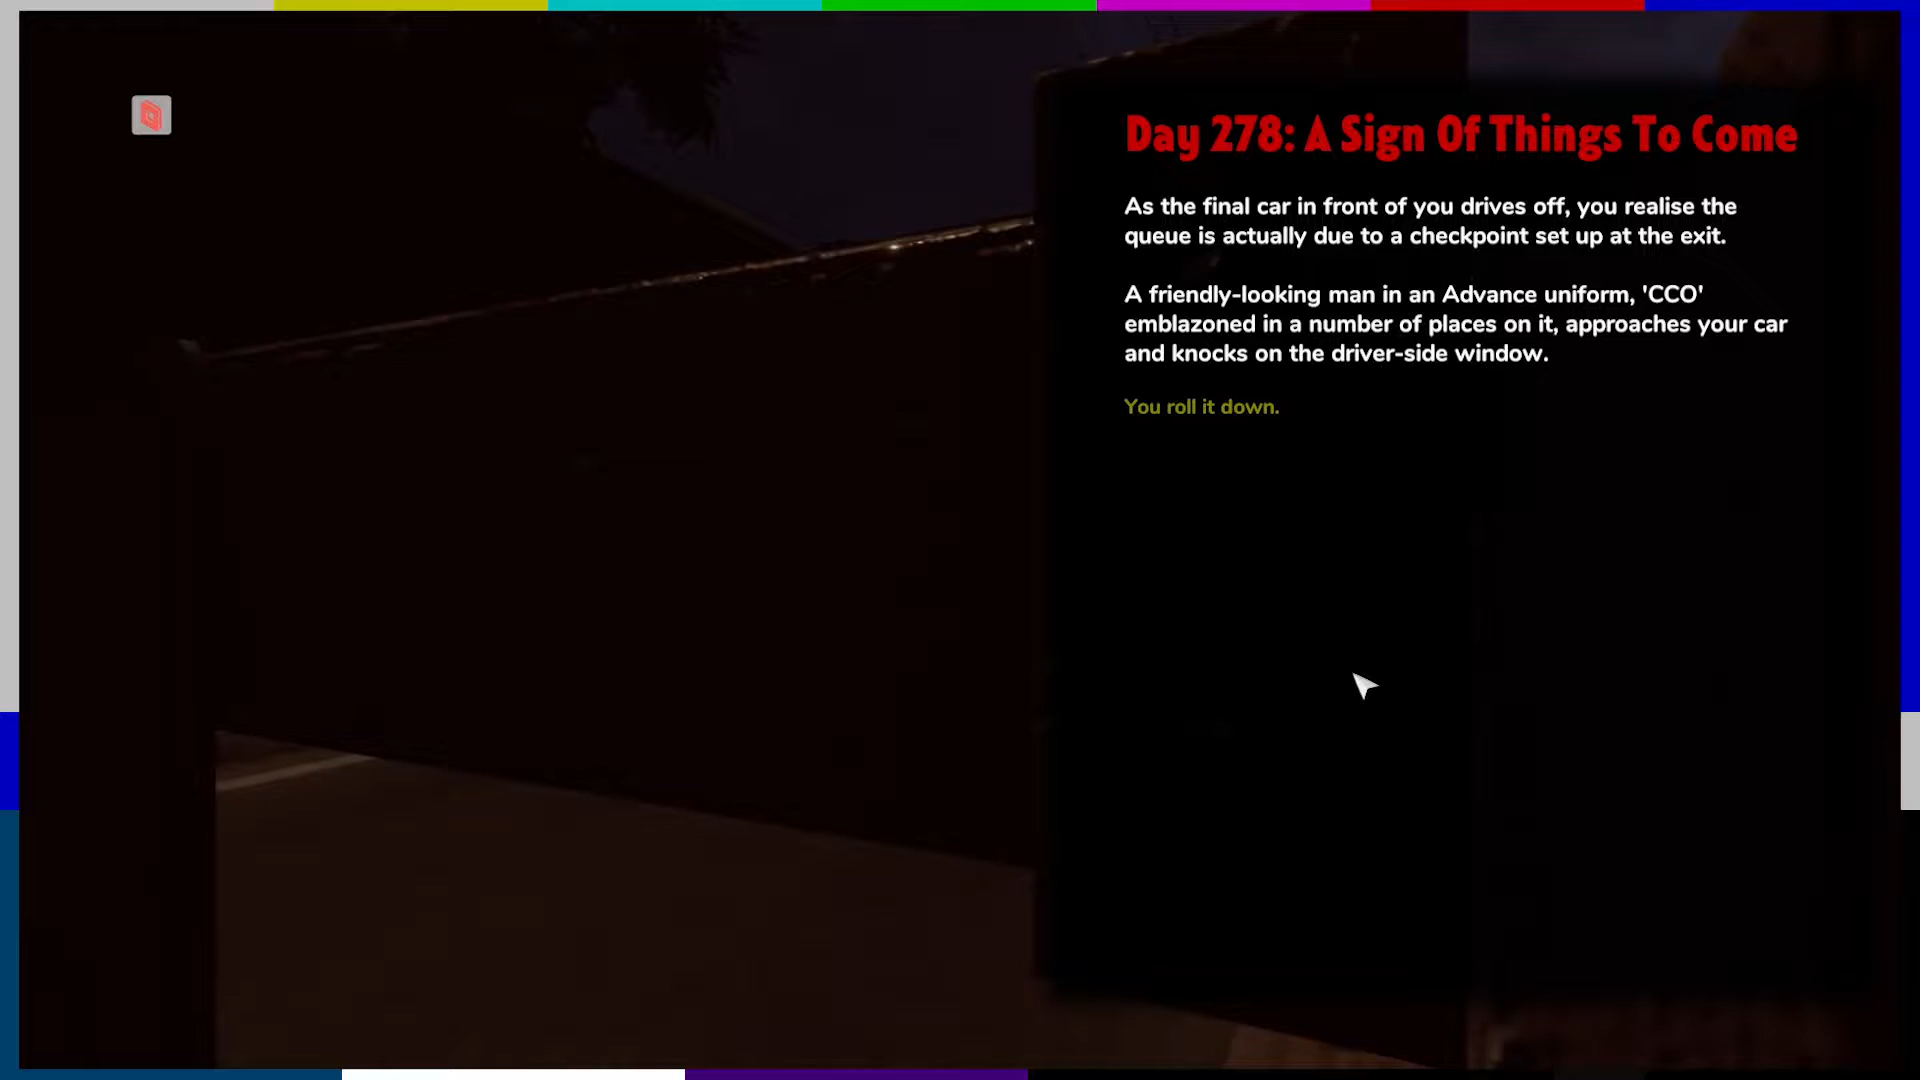 Day 278: A Sign Of Things To Come
As the final car in front of you drives off, you realise the
queue is actually due to a checkpoint set up at the exit.
A friendly-looking man in an Advance uniform, 'CCO'
emblazoned in a number of places on it, approaches your car
and knocks on the driver-side window.
You roll it down.